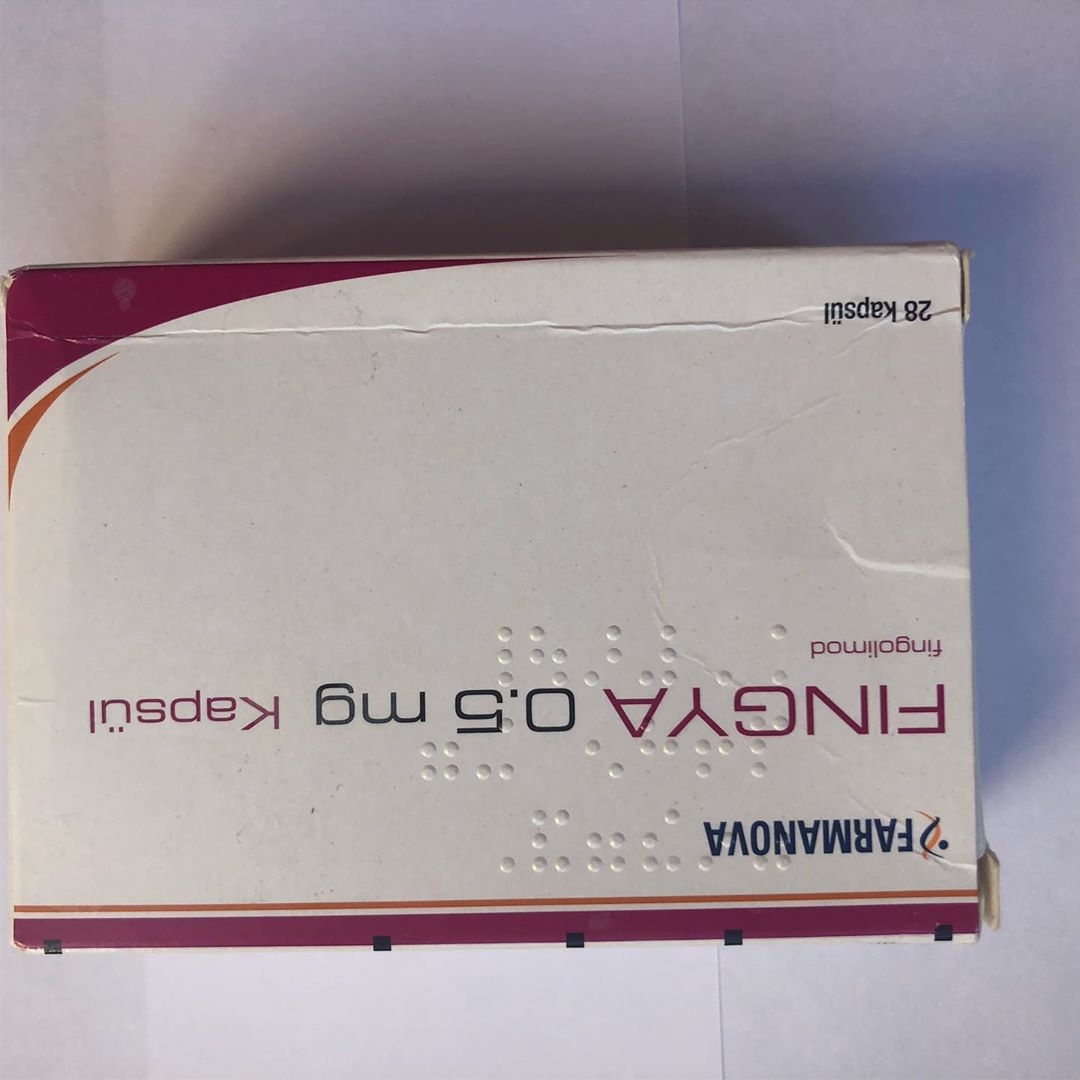 FARMANOVA
FINGYA 0.5 mg Kapsül
fingolimod
28 kapsül